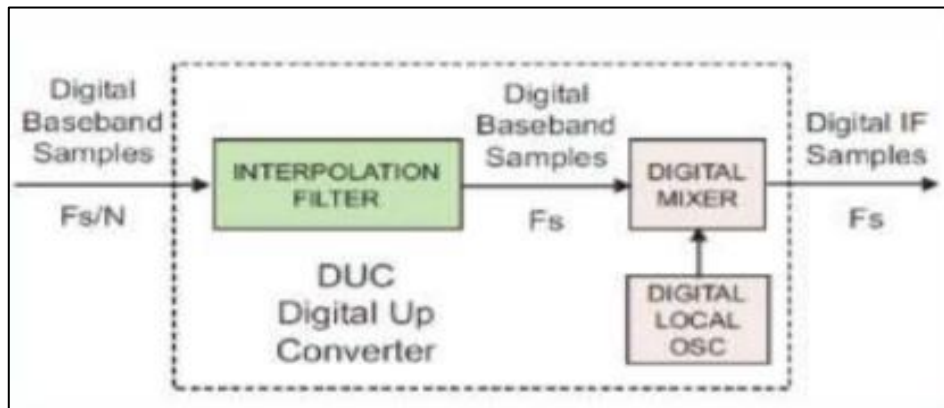 Digital
Baseband
Samples
Fs/N
INTERPOLATION
FILTER
Digital
Baseband
Samples
Fs
DIGITAL
MIXER
Digital IF
Samples
Fs
DUC
Digital Up
Converter
DIGITAL
LOCAL
OSC